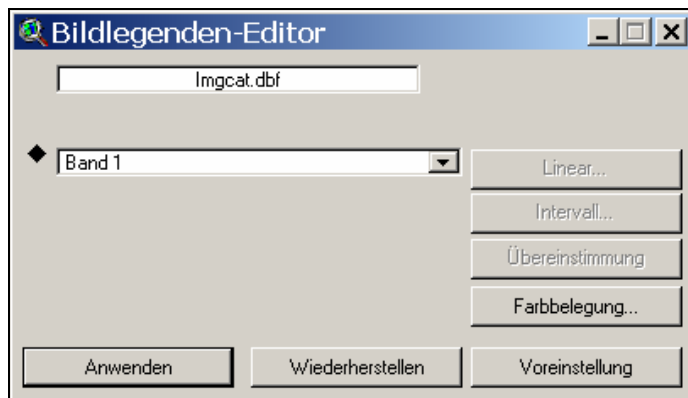 Bildlegenden-Editor
Imgcat.dbf
Band 1
Linear...
Intervall...
Übereinstimmung
Farbbelegung...
Anwenden
Wiederherstellen
Voreinstellung